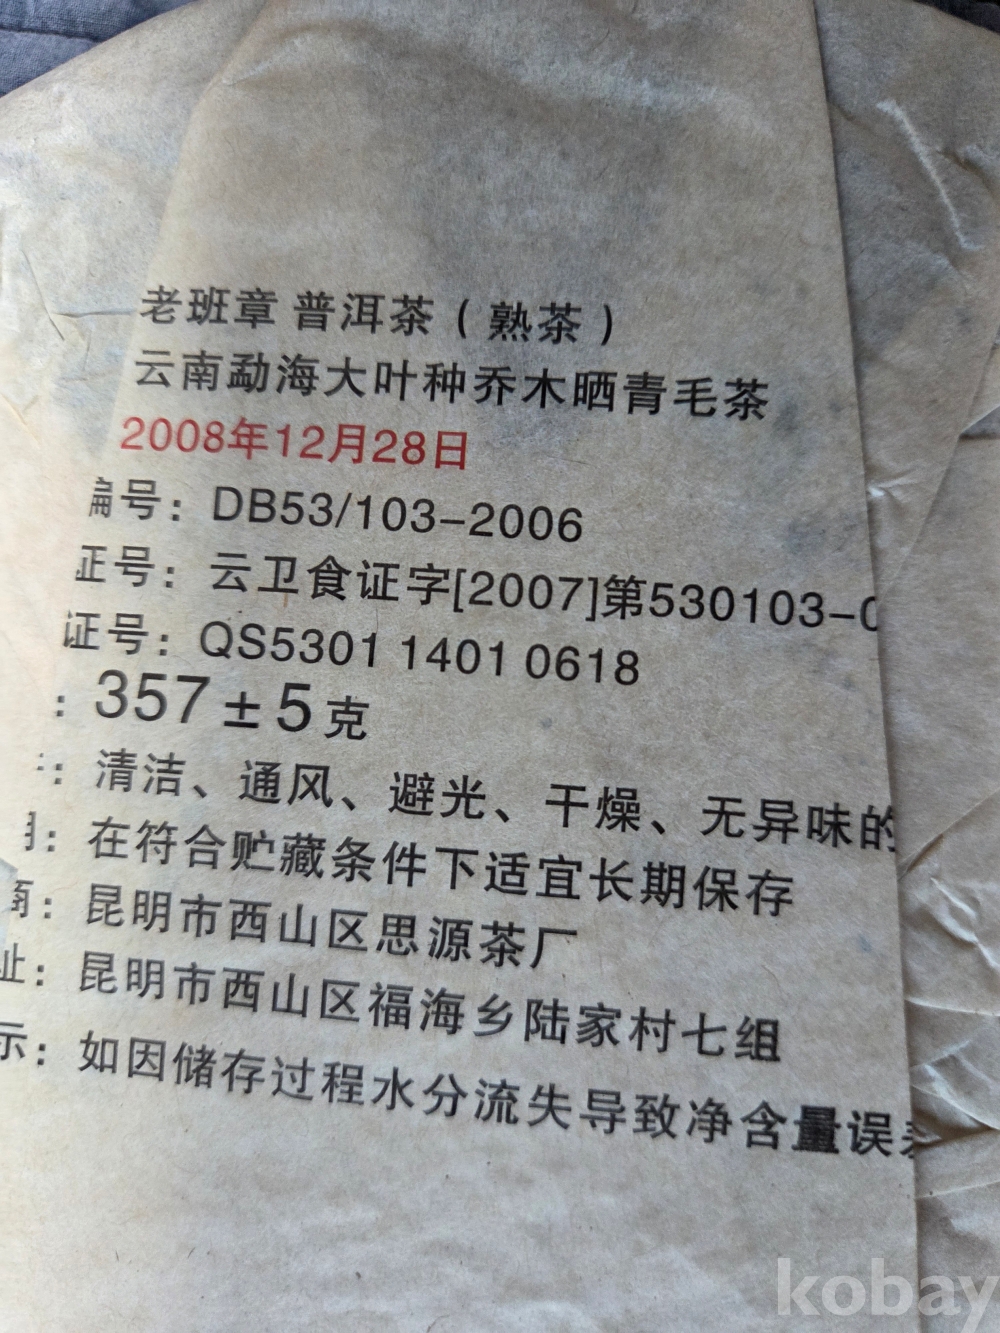 老班章 普洱茶（熟茶）
云南勐海大叶种乔木晒青毛茶
2008年12月28日
编号：DB53/103-2006
证号：云卫食证字[2007]第530103-0
证号：QS5301 1401 0618
：357±5克
：清洁、通风、避光、干燥、无异味的
：在符合贮藏条件下适宜长期保存
商：昆明市西山区思源茶厂
址：昆明市西山区福海乡陆家村七组
示：如因储存过程水分流失导致净含量误差
kobay